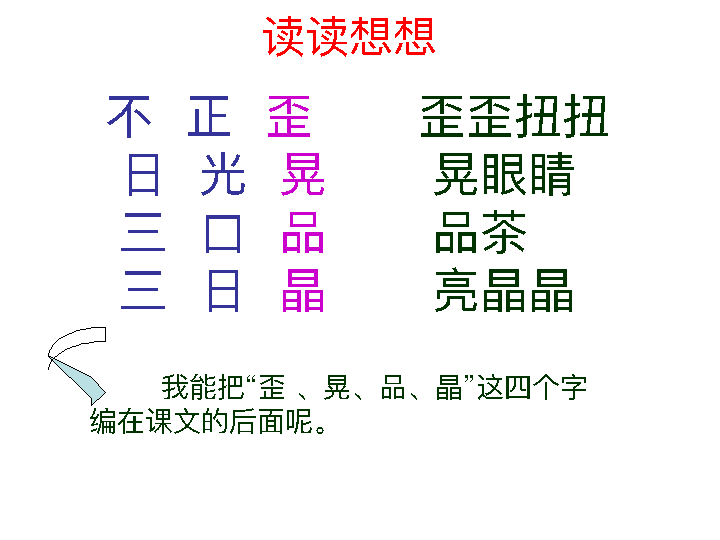 读读想想
不 正 歪 歪歪扭扭
日 光 晃 晃眼睛
三 口 品 品茶
三 日 晶 亮晶晶
我能把“歪 、晃、品、晶”这四个字
编在课文的后面呢。